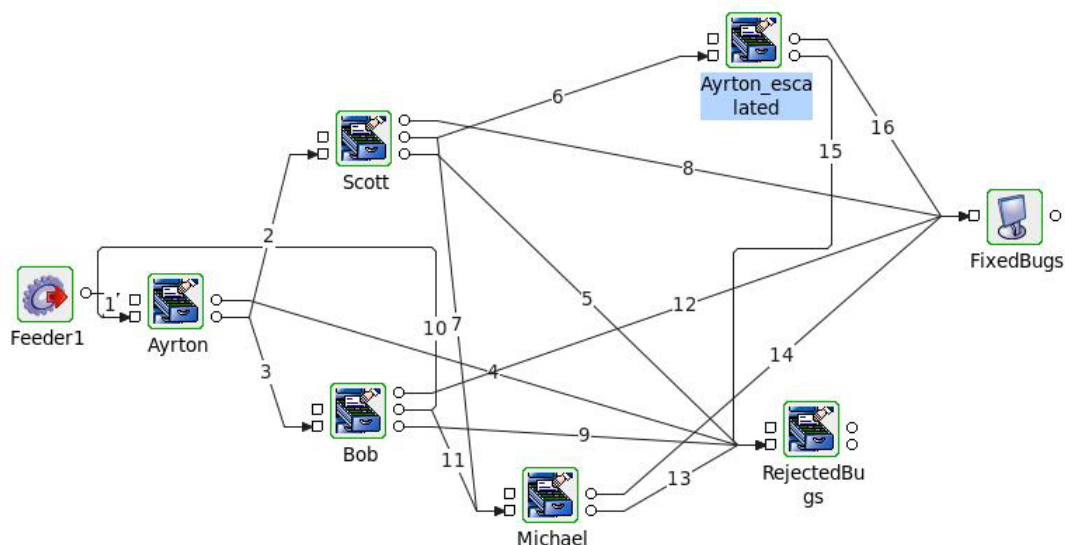 Ayrton_esca
lated
6
16
15
Scott
8
2
FixedBugs
1
Feeder1
Ayrton
10
7
5
12
3
4
14
Bob
9
11
13
RejectedBu
gs
Michael